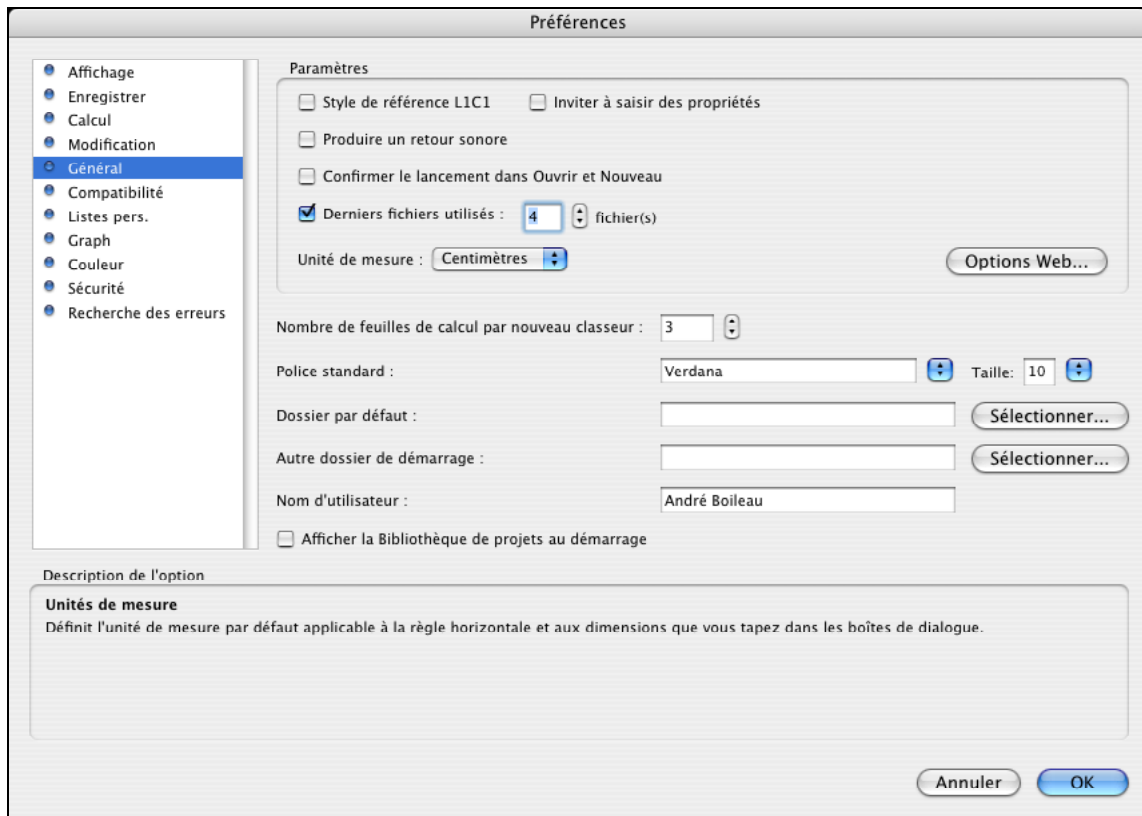 Préférences
Affichage
Enregistrer
Calcul
Modification
Général
Compatibilité
Listes pers.
Graph
Couleur
Sécurité
Recherche des erreurs
Paramètres
Style de référence L1C1 Inviter à saisir des propriétés
Produire un retour sonore
Confirmer le lancement dans Ouvrir et Nouveau
Derniers fichiers utilisés : 4 fichier(s)
Unité de mesure : Centimètres Options Web...
Nombre de feuilles de calcul par nouveau classeur : 3
Police standard : Verdana Taille: 10
Dossier par défaut : Sélectionner...
Autre dossier de démarrage : Sélectionner...
Nom d'utilisateur : André Boileau
Afficher la Bibliothèque de projets au démarrage
Description de l'option
Unités de mesure
Définit l'unité de mesure par défaut applicable à la règle horizontale et aux dimensions que vous tapez dans les boîtes de dialogue.
Annuler OK